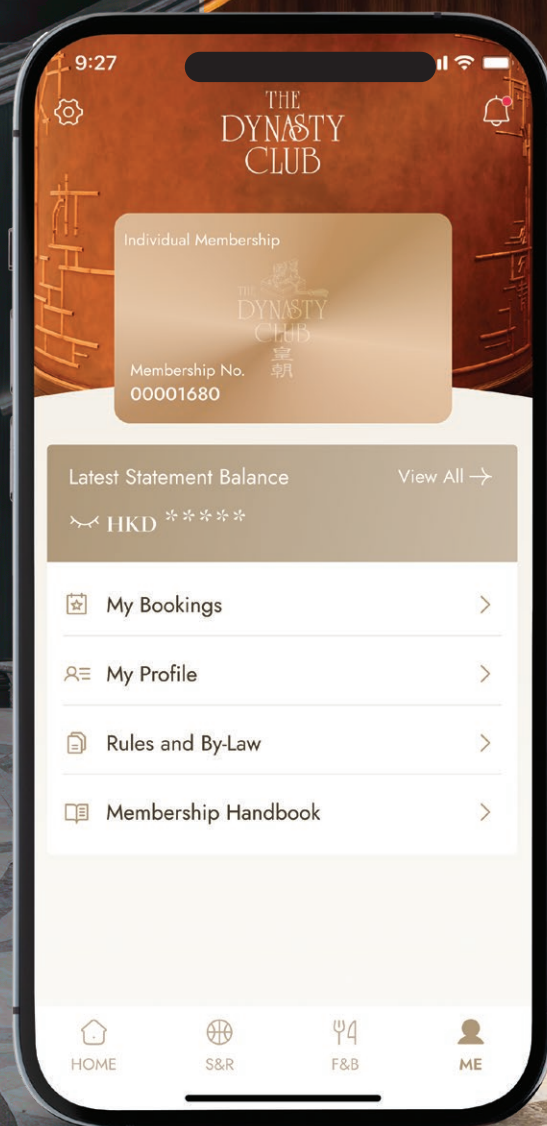 9:27
THE
DYNASTY
CLUB
Individual Membership
THE
DYNASTY
CLUB
皇
朝
Membership No.
00001680
Latest Statement Balance
View All
HKD *****
My Bookings
My Profile
Rules and By-Law
Membership Handbook
HOME
S&R
F&B
ME